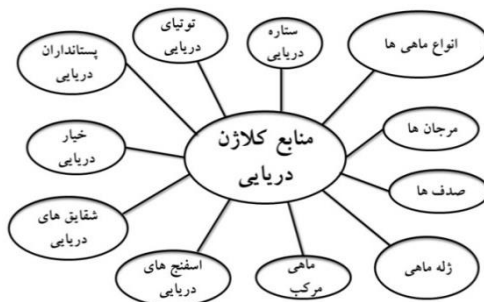 منابع کلاژن
دریایی
انواع ماهی ها
مرجان ها
صدف ها
ژله ماهی
ماهی
مرکب
اسفنج های
دریایی
شقایق های
دریایی
خیار
دریایی
پستانداران
دریایی
توتیای
دریایی
ستاره
دریایی